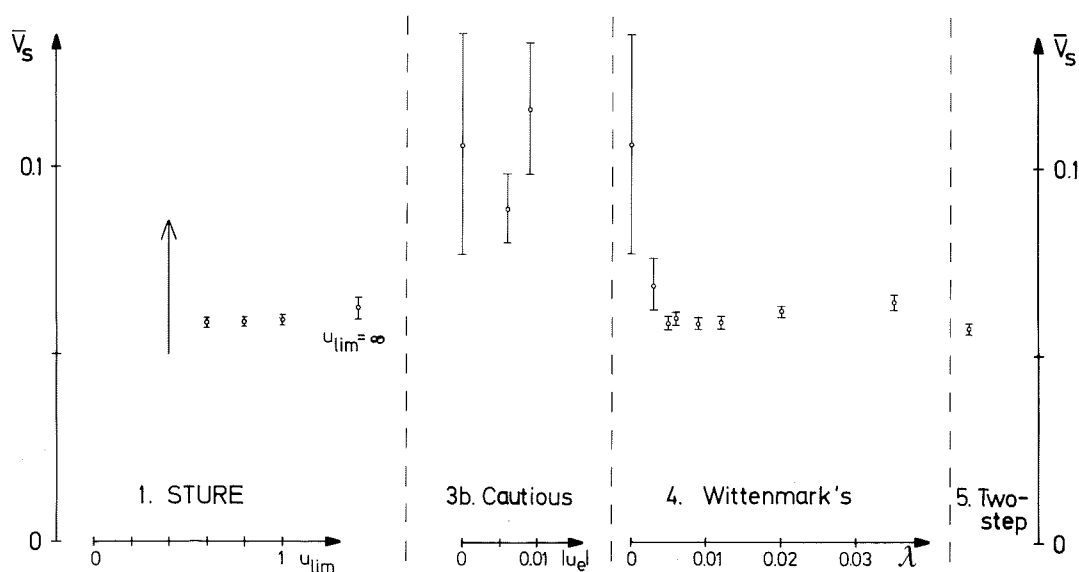 V̅s
V̅s
0.1
0.1
u_lim = ∞
1. STURE
3b. Cautious
4. Wittenmark's
5. Two-
step
0
0
0
1
u_lim
0
0.01
|u_e|
0
0.01
0.02
0.03
λ